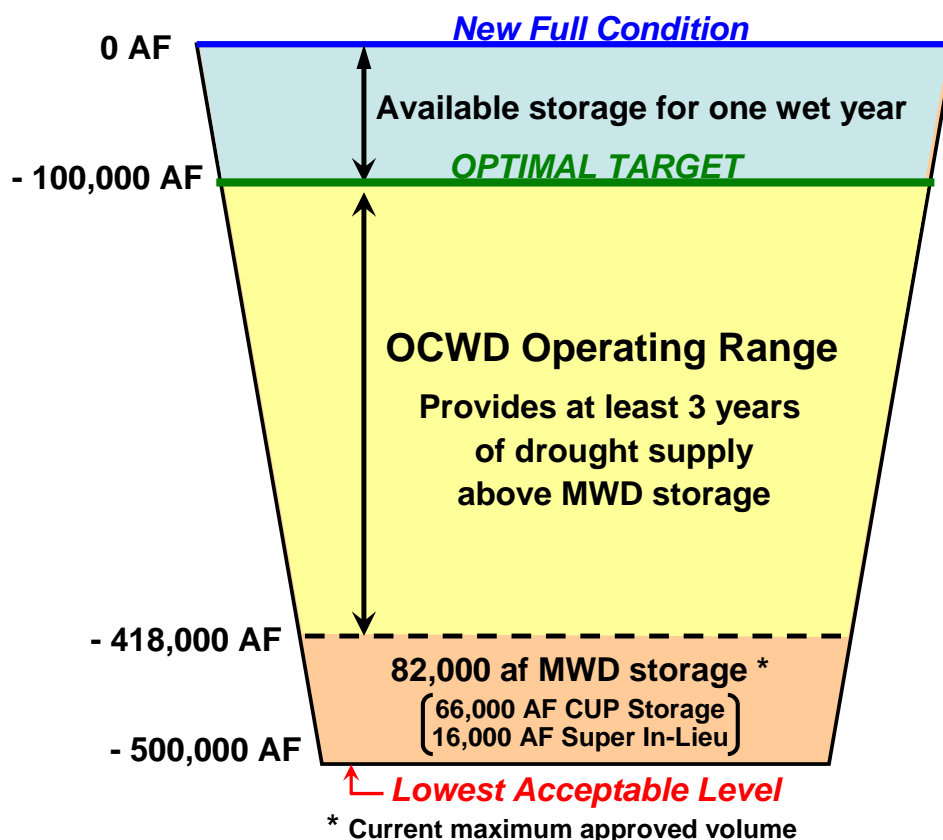 New Full Condition
0 AF
Available storage for one wet year
OPTIMAL TARGET
- 100,000 AF
OCWD Operating Range
Provides at least 3 years
of drought supply
above MWD storage
- 418,000 AF
82,000 af MWD storage *
66,000 AF CUP Storage
16,000 AF Super In-Lieu
- 500,000 AF
Lowest Acceptable Level
* Current maximum approved volume